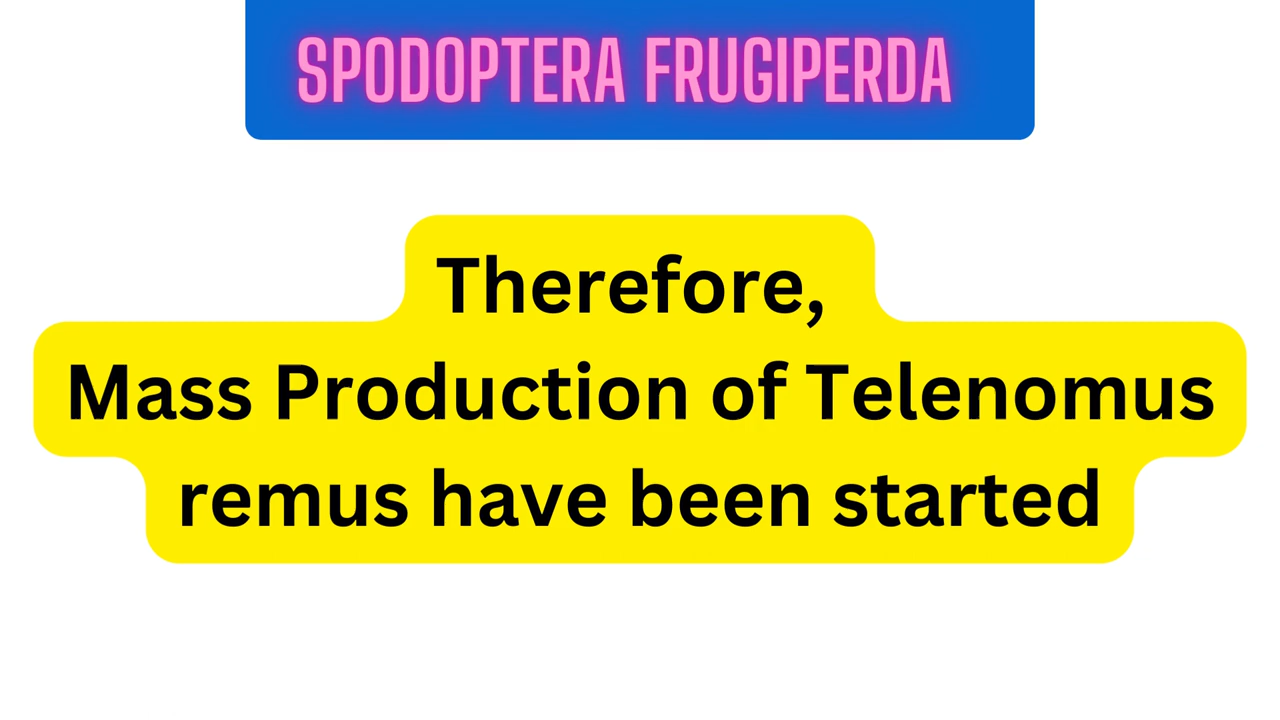 SPODOPTERA FRUGIPERDA
Therefore,
Mass Production of Telenomus
remus have been started